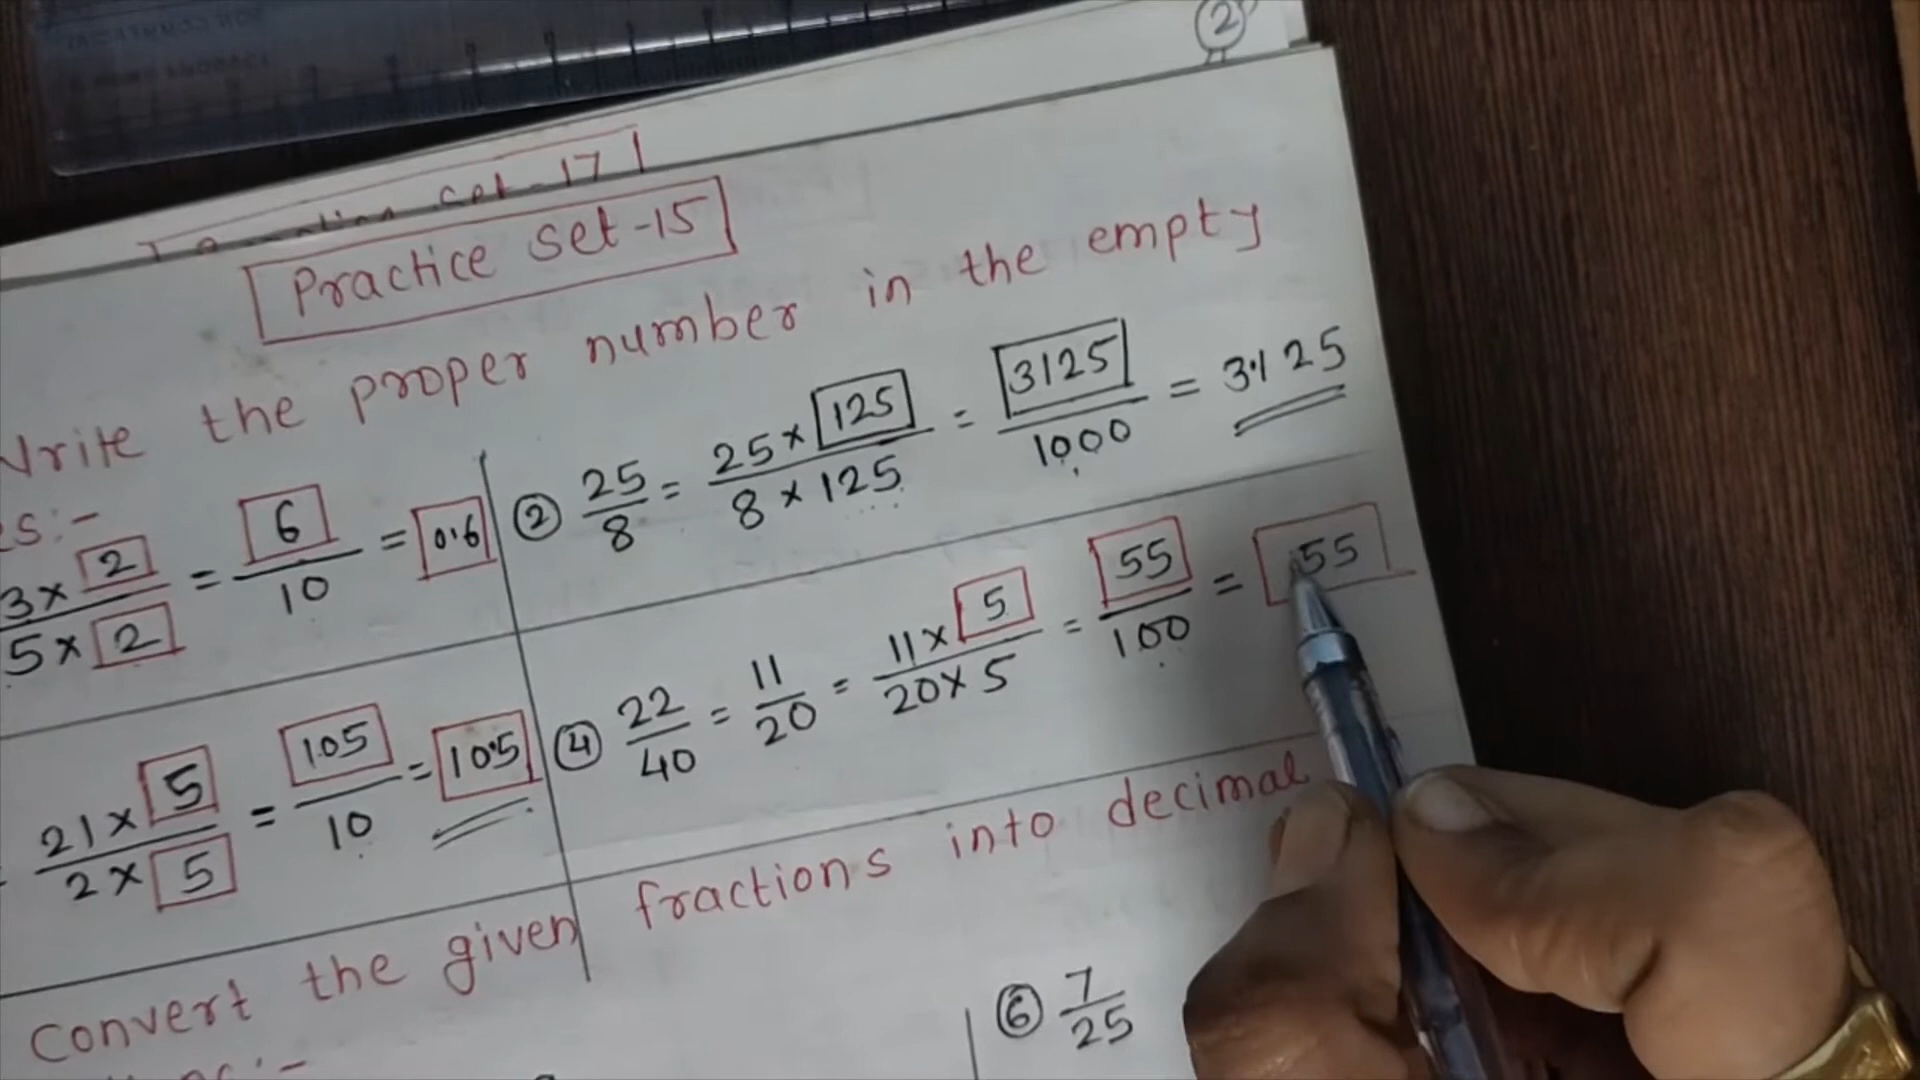 2
set-17
Practice set-15
Write the proper number in the empty
3 × 2 / 5 × 2 = 6 / 10 = 0.6
② 25/8 = 25 × 125 / 8 × 125 = 3125 / 1000 = 3.125
21 × 5 / 2 × 5 = 105 / 10 = 10.5
④ 22/40 = 11/20 = 11 × 5 / 20 × 5 = 55 / 100 = .55
Convert the given fractions into decimal
⑥ 7/25